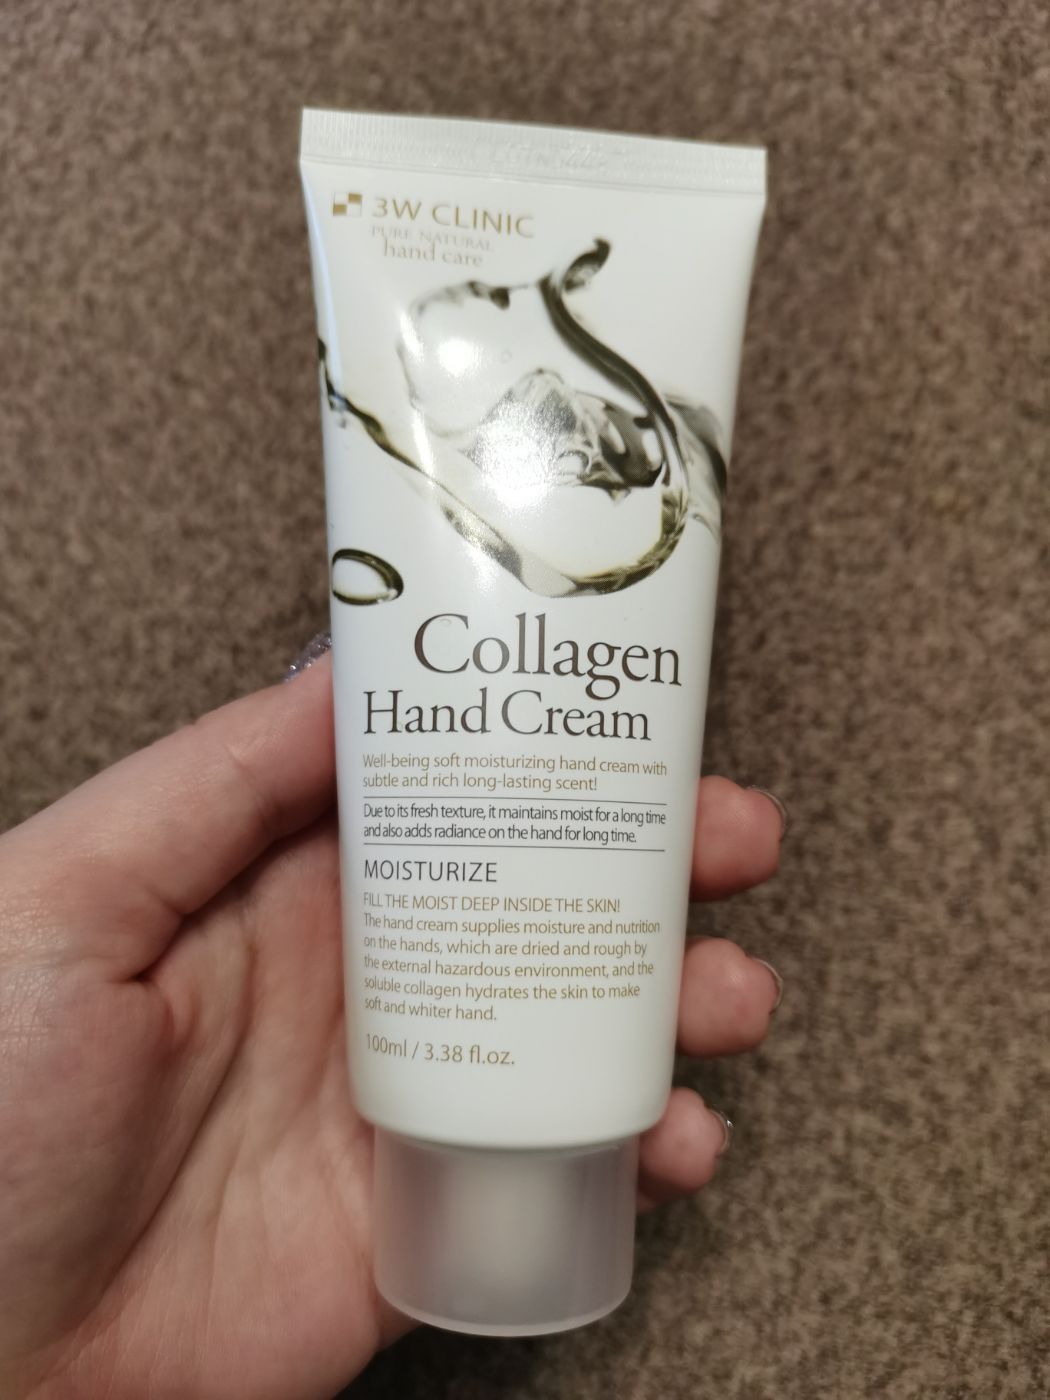 3W CLINIC
PURE NATURAL
hand care
Collagen
Hand Cream
Well-being soft moisturizing hand cream with
subtle and rich long-lasting scent!
Due to its fresh texture, it maintains moist for a long time
and also adds radiance on the hand for long time.
MOISTURIZE
FILL THE MOIST DEEP INSIDE THE SKIN!
The hand cream supplies moisture and nutrition
on the hands, which are dried and rough by
the external hazardous environment, and the
soluble collagen hydrates the skin to make
soft and whiter hand.
100ml / 3.38 fl.oz.